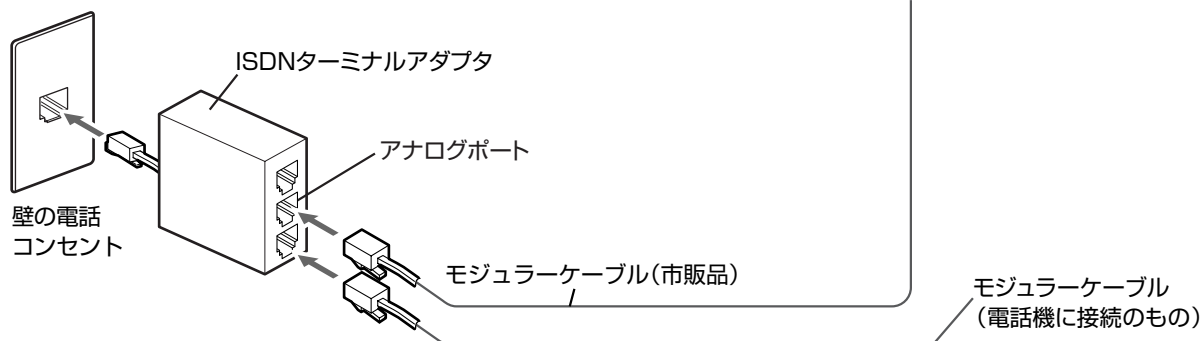 ISDNターミナルアダプタ
アナログポート
壁の電話
コンセント
モジュラーケーブル（市販品）
モジュラーケーブル
（電話機に接続のもの）